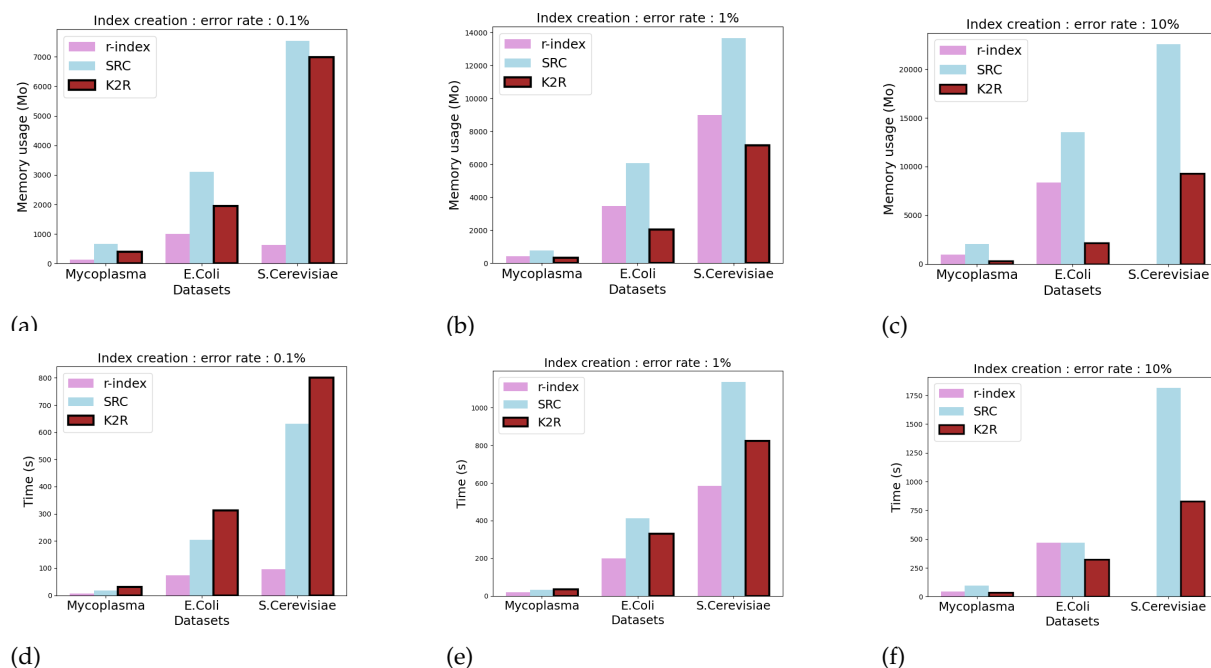 Index creation : error rate : 0.1%
Memory usage (Mo)
7000
6000
5000
4000
3000
2000
1000
0
r-index
SRC
K2R
Mycoplasma E.Coli S.Cerevisiae
Datasets
(a)
Index creation : error rate : 1%
Memory usage (Mo)
14000
12000
10000
8000
6000
4000
2000
0
r-index
SRC
K2R
Mycoplasma E.Coli S.Cerevisiae
Datasets
(b)
Index creation : error rate : 10%
Memory usage (Mo)
20000
15000
10000
5000
0
r-index
SRC
K2R
Mycoplasma E.Coli S.Cerevisiae
Datasets
(c)
Index creation : error rate : 0.1%
Time (s)
800
700
600
500
400
300
200
100
0
r-index
SRC
K2R
Mycoplasma E.Coli S.Cerevisiae
Datasets
(d)
Index creation : error rate : 1%
Time (s)
1000
800
600
400
200
0
r-index
SRC
K2R
Mycoplasma E.Coli S.Cerevisiae
Datasets
(e)
Index creation : error rate : 10%
Time (s)
1750
1500
1250
1000
750
500
250
0
r-index
SRC
K2R
Mycoplasma E.Coli S.Cerevisiae
Datasets
(f)